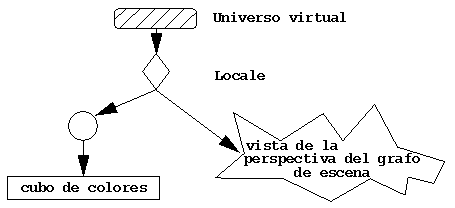 Universo virtual
Locale
vista de la
perspectiva del grafo
de escena
cubo de colores